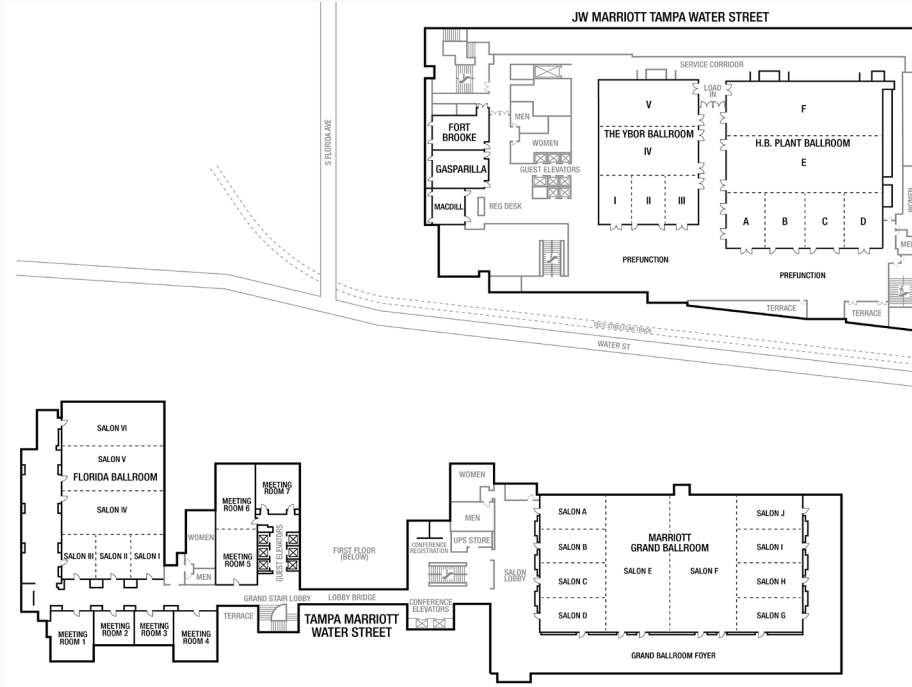 JW MARRIOTT TAMPA WATER STREET
SERVICE CORRIDOR
LOAD
IN
V
F
FORT
BROOKE
MEN
THE YBOR BALLROOM
H.B. PLANT BALLROOM
WOMEN
IV
E
GASPARILLA
GUEST ELEVATORS
WOMEN
I
II
III
MACDILL
REG DESK
A
B
C
D
MEN
PREFUNCTION
PREFUNCTION
TERRACE
TERRACE
S FLORIDA AVE
WATER ST
SALON VI
SALON V
FLORIDA BALLROOM
SALON IV
SALON III
SALON II
SALON I
MEETING
ROOM 6
MEETING
ROOM 7
WOMEN
MEN
MEETING
ROOM 5
GUEST ELEVATORS
FIRST FLOOR
(BELOW)
WOMEN
MEN
CONFERENCE
REGISTRATION
UPS STORE
SALON
LOBBY
GRAND STAIR LOBBY
LOBBY BRIDGE
CONFERENCE
ELEVATORS
TERRACE
TAMPA MARRIOTT
WATER STREET
MEETING
ROOM 1
MEETING
ROOM 2
MEETING
ROOM 3
MEETING
ROOM 4
SALON A
SALON J
MARRIOTT
GRAND BALLROOM
SALON B
SALON I
SALON E
SALON F
SALON C
SALON H
SALON D
SALON G
GRAND BALLROOM FOYER